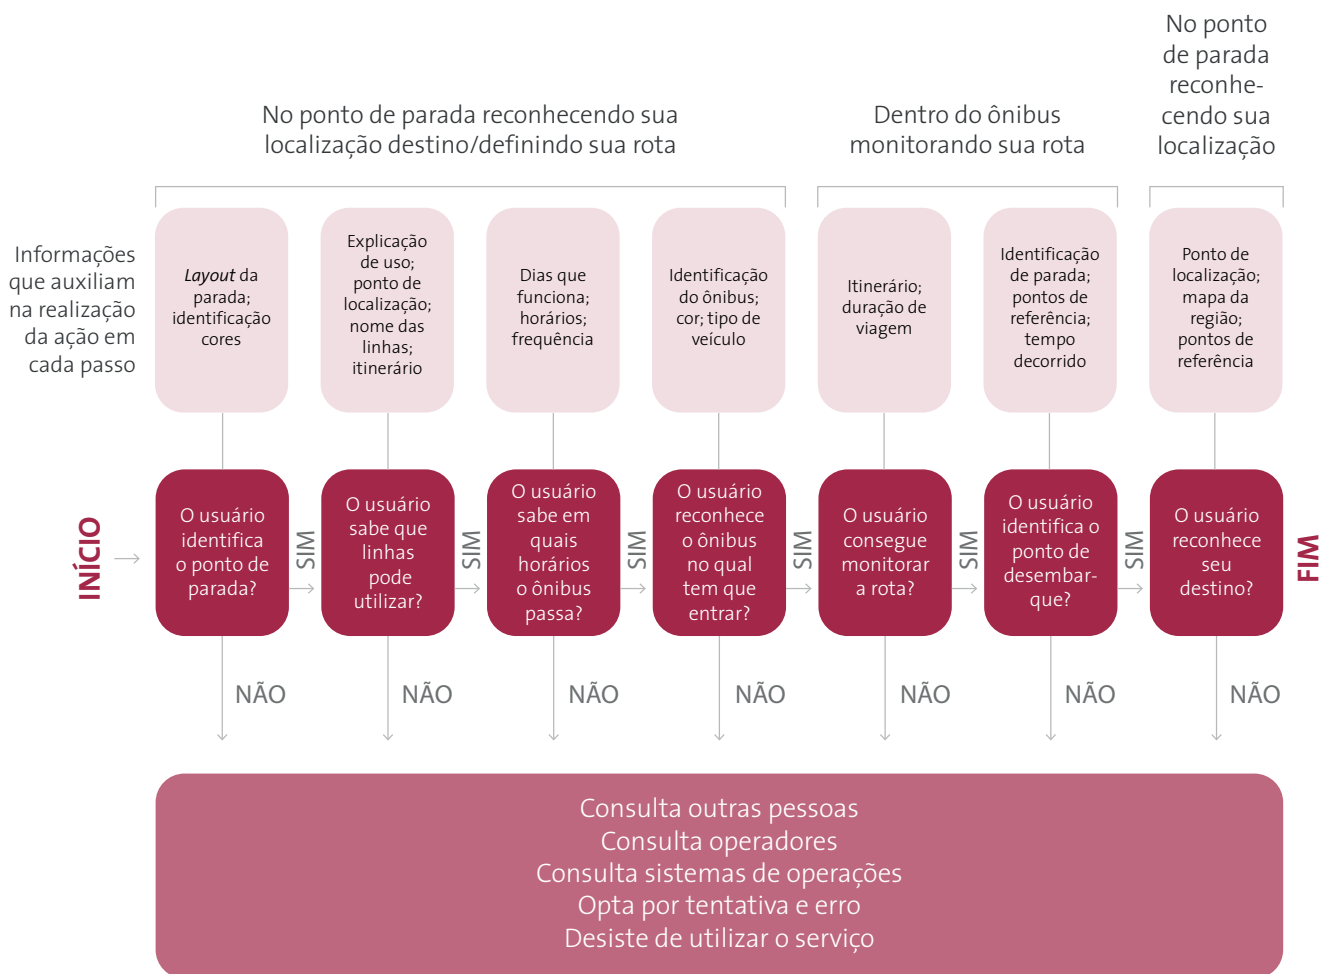 No ponto de parada reconhecendo sua
localização destino/definindo sua rota
Dentro do ônibus
monitorando sua rota
No ponto
de parada
reconhe-
cendo sua
localização
Informações
que auxiliam
na realização
da ação em
cada passo
Layout da
parada;
identificação
cores
Explicação
de uso;
ponto de
localização;
nome das
linhas;
itinerário
Dias que
funciona;
horários;
frequência
Identificação
do ônibus;
cor; tipo de
veículo
Itinerário;
duração de
viagem
Identificação
de parada;
pontos de
referência;
tempo
decorrido
Ponto de
localização;
mapa da
região;
pontos de
referência
INÍCIO
O usuário
identifica
o ponto de
parada?
SIM
O usuário
sabe que
linhas
pode
utilizar?
SIM
O usuário
sabe em
quais
horários
o ônibus
passa?
SIM
O usuário
reconhece
o ônibus
no qual
tem que
entrar?
SIM
O usuário
consegue
monitorar
a rota?
SIM
O usuário
identifica o
ponto de
desembar-
que?
SIM
O usuário
reconhece
seu
destino?
FIM
NÃO
NÃO
NÃO
NÃO
NÃO
NÃO
NÃO
Consulta outras pessoas
Consulta operadores
Consulta sistemas de operações
Opta por tentativa e erro
Desiste de utilizar o serviço